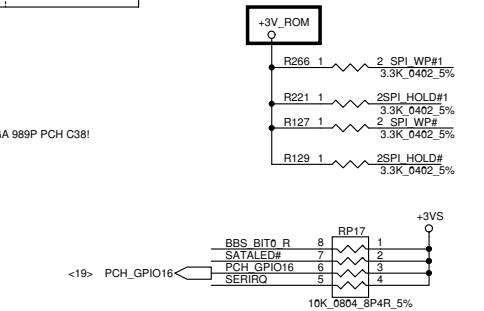 +3V_ROM
R266 1 2 SPI_WP#1
3.3K_0402_5%
R221 1 2SPI_HOLD#1
3.3K_0402_5%
R127 1 2 SPI_WP#
3.3K_0402_5%
GA 989P PCH C38!
R129 1 2SPI_HOLD#
3.3K_0402_5%
+3VS
RP17
BBS_BIT0_R 8 1
SATALED# 7 2
<19> PCH_GPIO16 PCH_GPIO16 6 3
SERIRQ 5 4
10K_0804_8P4R_5%